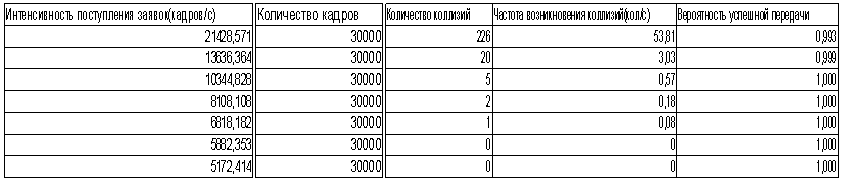 Интенсивность поступления заявок(кадров/с) Количество кадров Количество коллизий Частота возникновения коллизий(кол/с) Вероятность успешной передачи
21428,571 30000 226 53,81 0,993
13636,364 30000 20 3,03 0,999
10344,828 30000 5 0,57 1,000
8108,108 30000 2 0,18 1,000
6818,182 30000 1 0,08 1,000
5882,353 30000 0 0 1,000
5172,414 30000 0 0 1,000